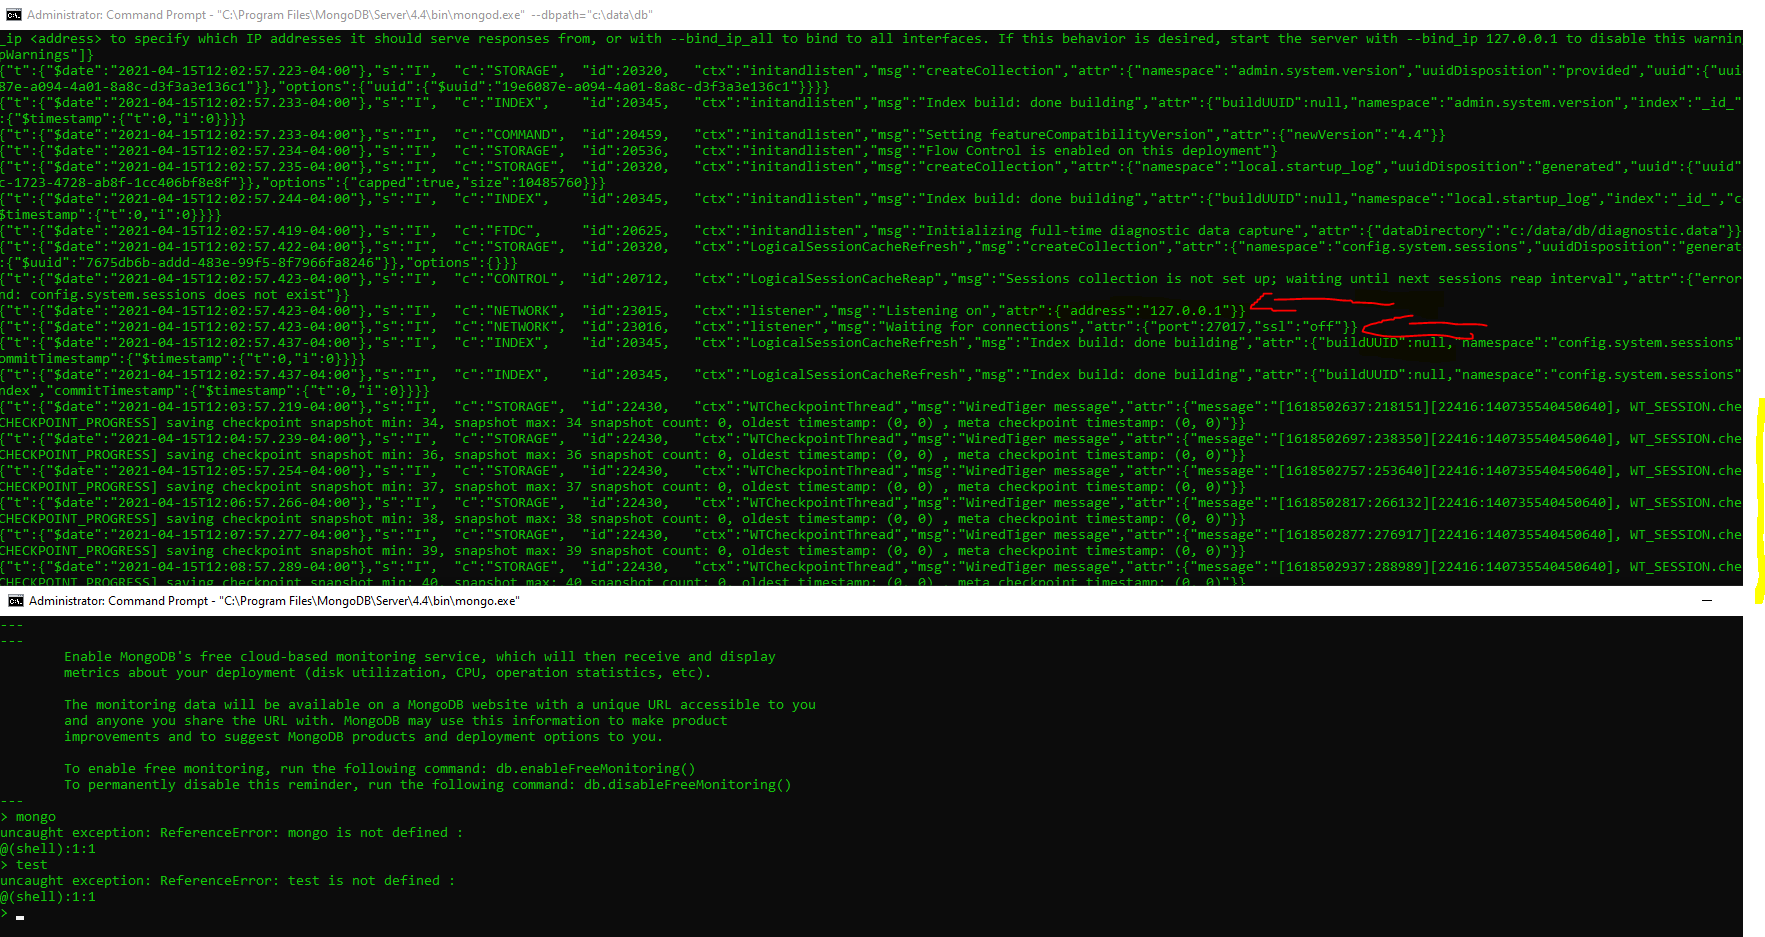 Administrator: Command Prompt - "C:\Program Files\MongoDB\Server\4.4\bin\mongod.exe"  --dbpath="c:\data\db"
_ip <address> to specify which IP addresses it should serve responses from, or with --bind_ip_all to bind to all interfaces. If this behavior is desired, start the server with --bind_ip 127.0.0.1 to disable this warnin
pWarnings"]}
{"t":{"$date":"2021-04-15T12:02:57.223-04:00"},"s":"I",  "c":"STORAGE",  "id":20320,   "ctx":"initandlisten","msg":"createCollection","attr":{"namespace":"admin.system.version","uuidDisposition":"provided","uuid":{"uui
87e-a094-4a01-8a8c-d3f3a3e136c1"}},"options":{"uuid":{"$uuid":"19e6087e-a094-4a01-8a8c-d3f3a3e136c1"}}}}
{"t":{"$date":"2021-04-15T12:02:57.233-04:00"},"s":"I",  "c":"INDEX",    "id":20345,   "ctx":"initandlisten","msg":"Index build: done building","attr":{"buildUUID":null,"namespace":"admin.system.version","index":"_id_"
:{"$timestamp":{"t":0,"i":0}}}}
{"t":{"$date":"2021-04-15T12:02:57.233-04:00"},"s":"I",  "c":"COMMAND",  "id":20459,   "ctx":"initandlisten","msg":"Setting featureCompatibilityVersion","attr":{"newVersion":"4.4"}}
{"t":{"$date":"2021-04-15T12:02:57.234-04:00"},"s":"I",  "c":"STORAGE",  "id":20536,   "ctx":"initandlisten","msg":"Flow Control is enabled on this deployment"}
{"t":{"$date":"2021-04-15T12:02:57.235-04:00"},"s":"I",  "c":"STORAGE",  "id":20320,   "ctx":"initandlisten","msg":"createCollection","attr":{"namespace":"local.startup_log","uuidDisposition":"generated","uuid":{"uuid"
c-1723-4728-ab8f-1cc406bf8e8f"}},"options":{"capped":true,"size":10485760}}}
{"t":{"$date":"2021-04-15T12:02:57.244-04:00"},"s":"I",  "c":"INDEX",    "id":20345,   "ctx":"initandlisten","msg":"Index build: done building","attr":{"buildUUID":null,"namespace":"local.startup_log","index":"_id_","c
$timestamp":{"t":0,"i":0}}}}
{"t":{"$date":"2021-04-15T12:02:57.419-04:00"},"s":"I",  "c":"FTDC",     "id":20625,   "ctx":"initandlisten","msg":"Initializing full-time diagnostic data capture","attr":{"dataDirectory":"c:/data/db/diagnostic.data"}}
{"t":{"$date":"2021-04-15T12:02:57.422-04:00"},"s":"I",  "c":"STORAGE",  "id":20320,   "ctx":"LogicalSessionCacheRefresh","msg":"createCollection","attr":{"namespace":"config.system.sessions","uuidDisposition":"generat
:{"$uuid":"7675db6b-addd-483e-99f5-8f7966fa8246"}},"options":{}}}
{"t":{"$date":"2021-04-15T12:02:57.423-04:00"},"s":"I",  "c":"CONTROL",  "id":20712,   "ctx":"LogicalSessionCacheReap","msg":"Sessions collection is not set up; waiting until next sessions reap interval","attr":{"error
nd: config.system.sessions does not exist"}}
{"t":{"$date":"2021-04-15T12:02:57.423-04:00"},"s":"I",  "c":"NETWORK",  "id":23015,   "ctx":"listener","msg":"Listening on","attr":{"address":"127.0.0.1"}}
{"t":{"$date":"2021-04-15T12:02:57.423-04:00"},"s":"I",  "c":"NETWORK",  "id":23016,   "ctx":"listener","msg":"Waiting for connections","attr":{"port":27017,"ssl":"off"}}
{"t":{"$date":"2021-04-15T12:02:57.437-04:00"},"s":"I",  "c":"INDEX",    "id":20345,   "ctx":"LogicalSessionCacheRefresh","msg":"Index build: done building","attr":{"buildUUID":null,"namespace":"config.system.sessions"
ommitTimestamp":{"$timestamp":{"t":0,"i":0}}}}
{"t":{"$date":"2021-04-15T12:02:57.437-04:00"},"s":"I",  "c":"INDEX",    "id":20345,   "ctx":"LogicalSessionCacheRefresh","msg":"Index build: done building","attr":{"buildUUID":null,"namespace":"config.system.sessions"
ndex","commitTimestamp":{"$timestamp":{"t":0,"i":0}}}}
{"t":{"$date":"2021-04-15T12:03:57.219-04:00"},"s":"I",  "c":"STORAGE",  "id":22430,   "ctx":"WTCheckpointThread","msg":"WiredTiger message","attr":{"message":"[1618502637:218151][22416:140735540450640], WT_SESSION.che
CHECKPOINT_PROGRESS] saving checkpoint snapshot min: 34, snapshot max: 34 snapshot count: 0, oldest timestamp: (0, 0) , meta checkpoint timestamp: (0, 0)"}}
{"t":{"$date":"2021-04-15T12:04:57.239-04:00"},"s":"I",  "c":"STORAGE",  "id":22430,   "ctx":"WTCheckpointThread","msg":"WiredTiger message","attr":{"message":"[1618502697:238350][22416:140735540450640], WT_SESSION.che
CHECKPOINT_PROGRESS] saving checkpoint snapshot min: 36, snapshot max: 36 snapshot count: 0, oldest timestamp: (0, 0) , meta checkpoint timestamp: (0, 0)"}}
{"t":{"$date":"2021-04-15T12:05:57.254-04:00"},"s":"I",  "c":"STORAGE",  "id":22430,   "ctx":"WTCheckpointThread","msg":"WiredTiger message","attr":{"message":"[1618502757:253640][22416:140735540450640], WT_SESSION.che
CHECKPOINT_PROGRESS] saving checkpoint snapshot min: 37, snapshot max: 37 snapshot count: 0, oldest timestamp: (0, 0) , meta checkpoint timestamp: (0, 0)"}}
{"t":{"$date":"2021-04-15T12:06:57.266-04:00"},"s":"I",  "c":"STORAGE",  "id":22430,   "ctx":"WTCheckpointThread","msg":"WiredTiger message","attr":{"message":"[1618502817:266132][22416:140735540450640], WT_SESSION.che
CHECKPOINT_PROGRESS] saving checkpoint snapshot min: 38, snapshot max: 38 snapshot count: 0, oldest timestamp: (0, 0) , meta checkpoint timestamp: (0, 0)"}}
{"t":{"$date":"2021-04-15T12:07:57.277-04:00"},"s":"I",  "c":"STORAGE",  "id":22430,   "ctx":"WTCheckpointThread","msg":"WiredTiger message","attr":{"message":"[1618502877:276917][22416:140735540450640], WT_SESSION.che
CHECKPOINT_PROGRESS] saving checkpoint snapshot min: 39, snapshot max: 39 snapshot count: 0, oldest timestamp: (0, 0) , meta checkpoint timestamp: (0, 0)"}}
{"t":{"$date":"2021-04-15T12:08:57.289-04:00"},"s":"I",  "c":"STORAGE",  "id":22430,   "ctx":"WTCheckpointThread","msg":"WiredTiger message","attr":{"message":"[1618502937:288989][22416:140735540450640], WT_SESSION.che
CHECKPOINT_PROGRESS] saving checkpoint snapshot min: 40, snapshot max: 40 snapshot count: 0, oldest timestamp: (0, 0) , meta checkpoint timestamp: (0, 0)"}}
Administrator: Command Prompt - "C:\Program Files\MongoDB\Server\4.4\bin\mongo.exe"
---
---
Enable MongoDB's free cloud-based monitoring service, which will then receive and display
metrics about your deployment (disk utilization, CPU, operation statistics, etc).
The monitoring data will be available on a MongoDB website with a unique URL accessible to you
and anyone you share the URL with. MongoDB may use this information to make product
improvements and to suggest MongoDB products and deployment options to you.
To enable free monitoring, run the following command: db.enableFreeMonitoring()
To permanently disable this reminder, run the following command: db.disableFreeMonitoring()
---
> mongo
uncaught exception: ReferenceError: mongo is not defined :
@(shell):1:1
> test
uncaught exception: ReferenceError: test is not defined :
@(shell):1:1
>